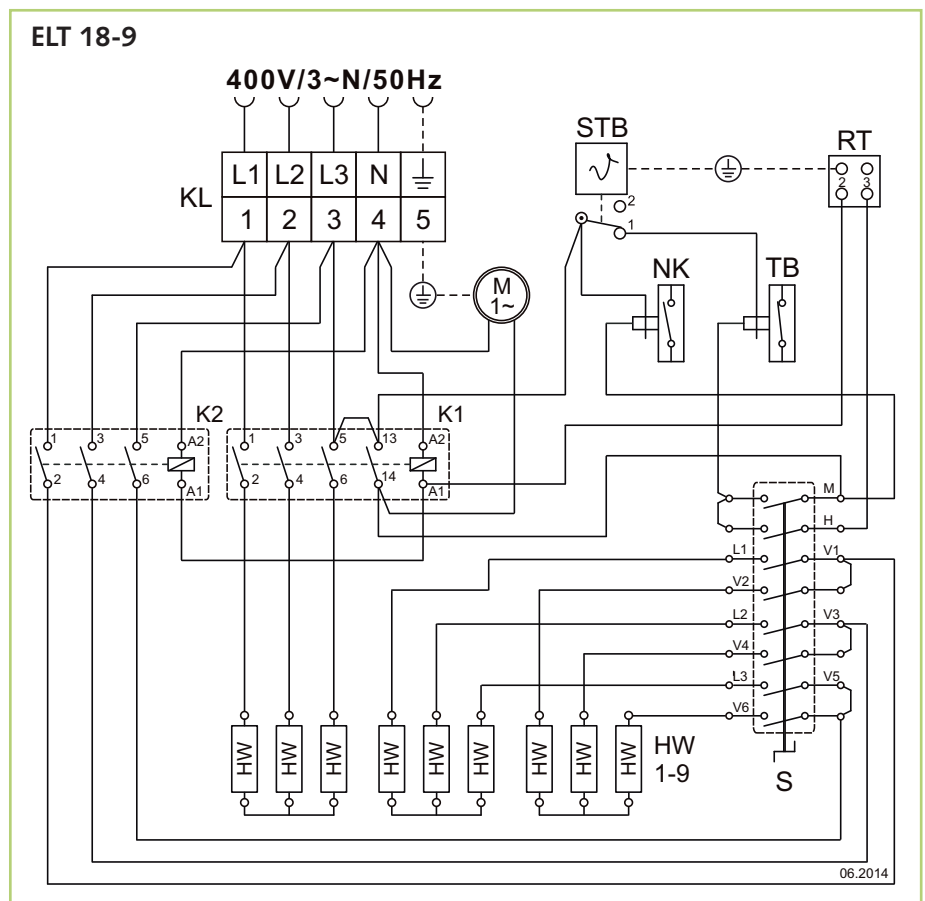 ELT 18-9
400V/3~N/50Hz
STB
RT
L1 L2 L3 N
KL
1 2 3 4 5
2 3
2
1
M
1~
NK
TB
K2
K1
1 3 5 A2
1 3 5 13 A2
2 4 6 A1
2 4 6 14 A1
M
H
L1 V1
V2
L2 V3
V4
L3 V5
V6
HW HW HW HW HW HW HW HW HW
HW
1-9
S
06.2014